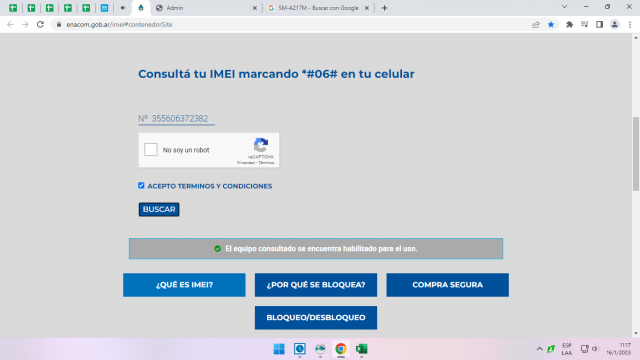 Admin
SM-A217M - Buscar con Google
enacom.gob.ar/imei#contenedorSite
Consultá tu IMEI marcando *#06# en tu celular
Nº 355606372382
No soy un robot
reCAPTCHA
Privacidad - Términos
ACEPTO TERMINOS Y CONDICIONES
BUSCAR
El equipo consultado se encuentra habilitado para el uso.
¿QUÉ ES IMEI?
¿POR QUÉ SE BLOQUEA?
COMPRA SEGURA
BLOQUEO/DESBLOQUEO
ESP
LAA
11:17
16/1/2023